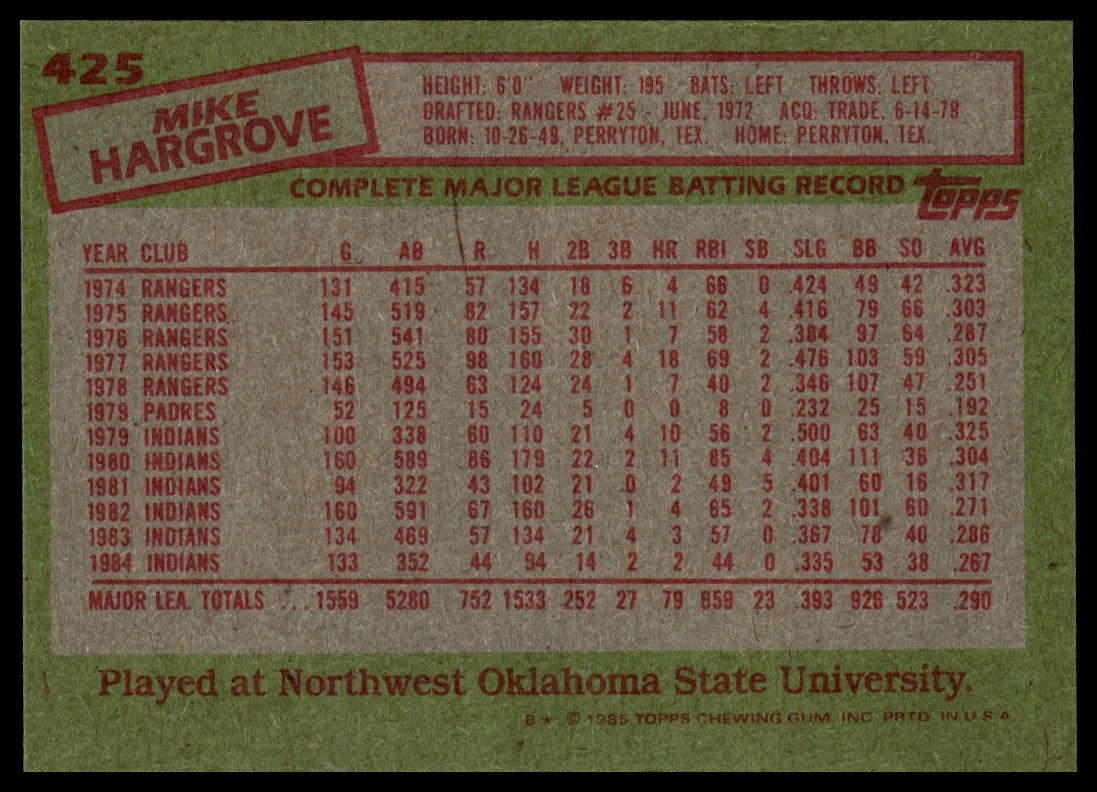 425
MIKE
HARGROVE
HEIGHT: 6'0" WEIGHT: 195 BATS: LEFT THROWS: LEFT
DRAFTED: RANGERS #25 - JUNE, 1972 ACQ: TRADE, 6-14-78
BORN: 10-26-49, PERRYTON, TEX. HOME: PERRYTON, TEX.
COMPLETE MAJOR LEAGUE BATTING RECORD
Topps
YEAR CLUB G AB R H 2B 3B HR RBI SB SLG BB SO AVG
1974 RANGERS 131 415 57 134 18 6 4 66 0 .424 49 42 .323
1975 RANGERS 145 519 82 157 22 2 11 62 4 .416 79 66 .303
1976 RANGERS 151 541 80 155 30 1 7 58 2 .384 97 64 .287
1977 RANGERS 153 525 98 160 28 4 18 69 2 .476 103 59 .305
1978 RANGERS 146 494 63 124 24 1 7 40 2 .346 107 47 .251
1979 PADRES 52 125 15 24 5 0 0 8 0 .232 25 15 .192
1979 INDIANS 100 338 60 110 21 4 10 56 2 .500 63 40 .325
1980 INDIANS 160 589 86 179 22 2 11 85 4 .404 111 36 .304
1981 INDIANS 94 322 43 102 21 0 2 49 5 .401 60 16 .317
1982 INDIANS 160 591 67 160 26 1 4 65 2 .338 101 60 .271
1983 INDIANS 134 469 57 134 21 4 3 57 0 .367 78 40 .286
1984 INDIANS 133 352 44 94 14 2 2 44 0 .335 53 38 .267
MAJOR LEA. TOTALS ... 1559 5280 752 1533 252 27 79 659 23 .393 926 523 .290
Played at Northwest Oklahoma State University.
B★ © 1985 TOPPS CHEWING GUM, INC. PRTD. IN U.S.A.